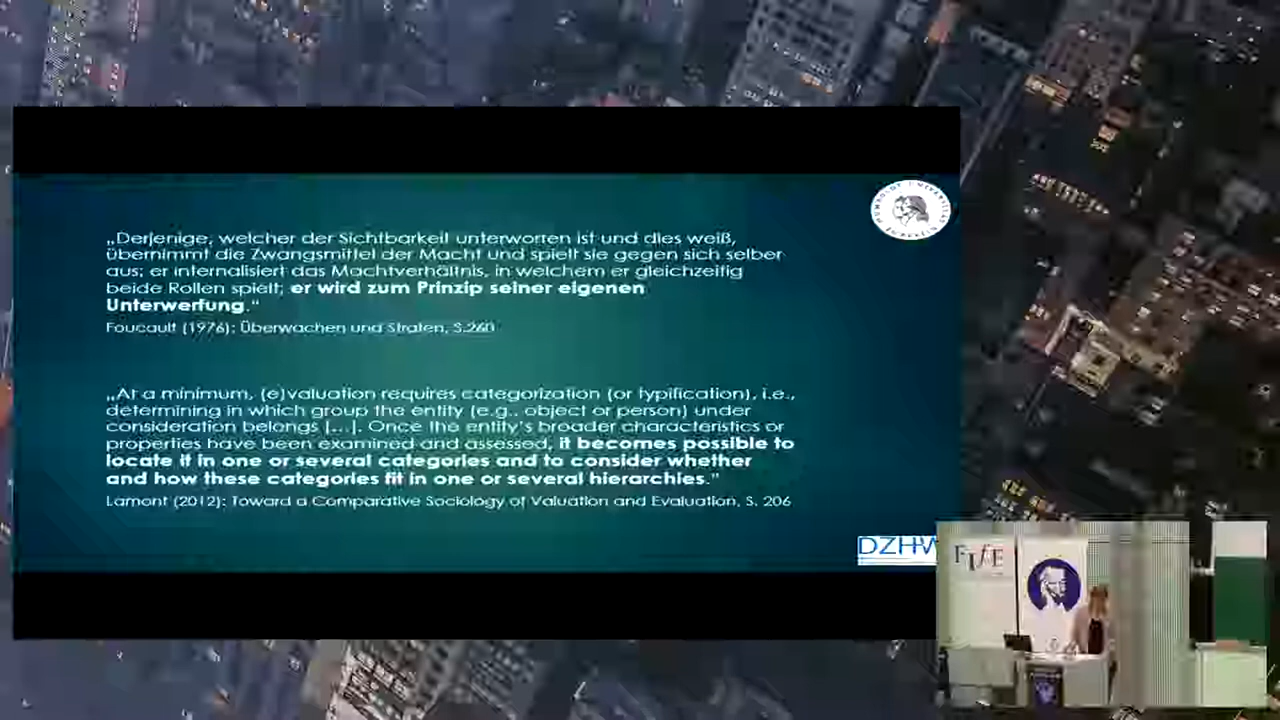 „Derjenige, welcher der Sichtbarkeit unterworfen ist und dies weiß,
übernimmt die Zwangsmittel der Macht und spielt sie gegen sich selber
aus; er internalisiert das Machtverhältnis, in welchem er gleichzeitig
beide Rollen spielt; er wird zum Prinzip seiner eigenen
Unterwerfung.“
Foucault (1976): Überwachen und Strafen, S.260
„At a minimum, (e)valuation requires categorization (or typification), i.e.,
determining in which group the entity (e.g., object or person) under
consideration belongs [...]. Once the entity's broader characteristics or
properties have been examined and assessed, it becomes possible to
locate it in one or several categories and to consider whether
and how these categories fit in one or several hierarchies.“
Lamont (2012): Toward a Comparative Sociology of Valuation and Evaluation, S. 206
DZHW
FIfE